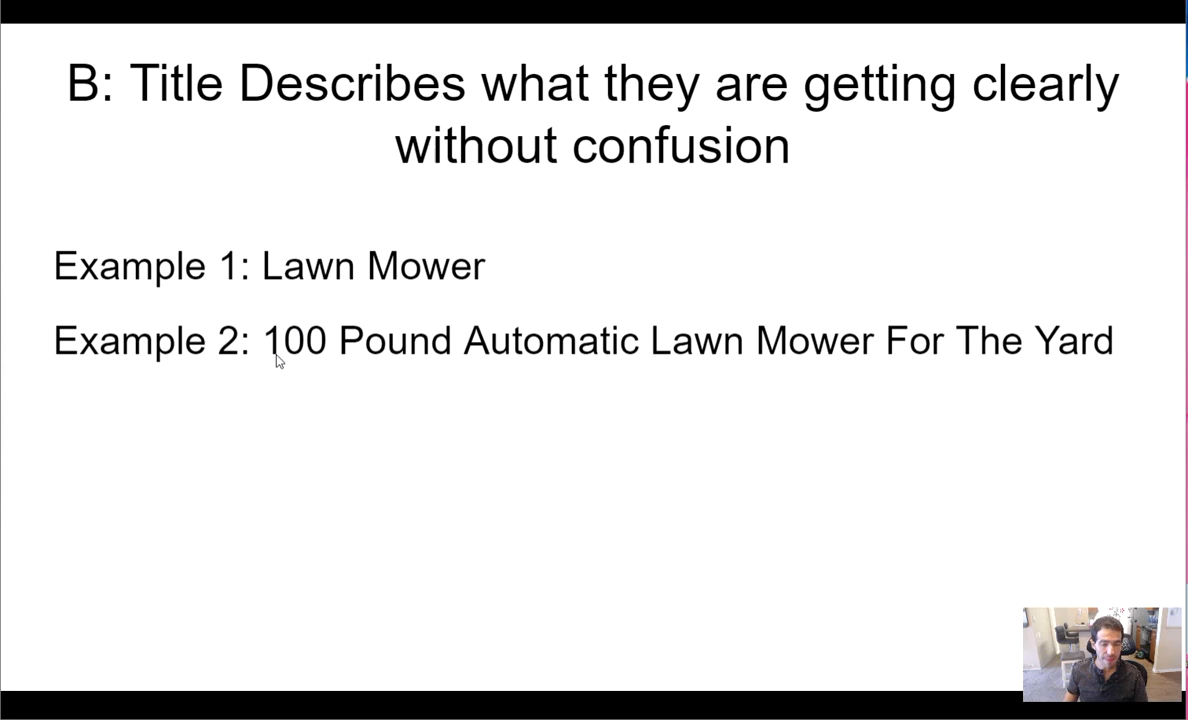 B: Title Describes what they are getting clearly
without confusion
Example 1: Lawn Mower
Example 2: 100 Pound Automatic Lawn Mower For The Yard